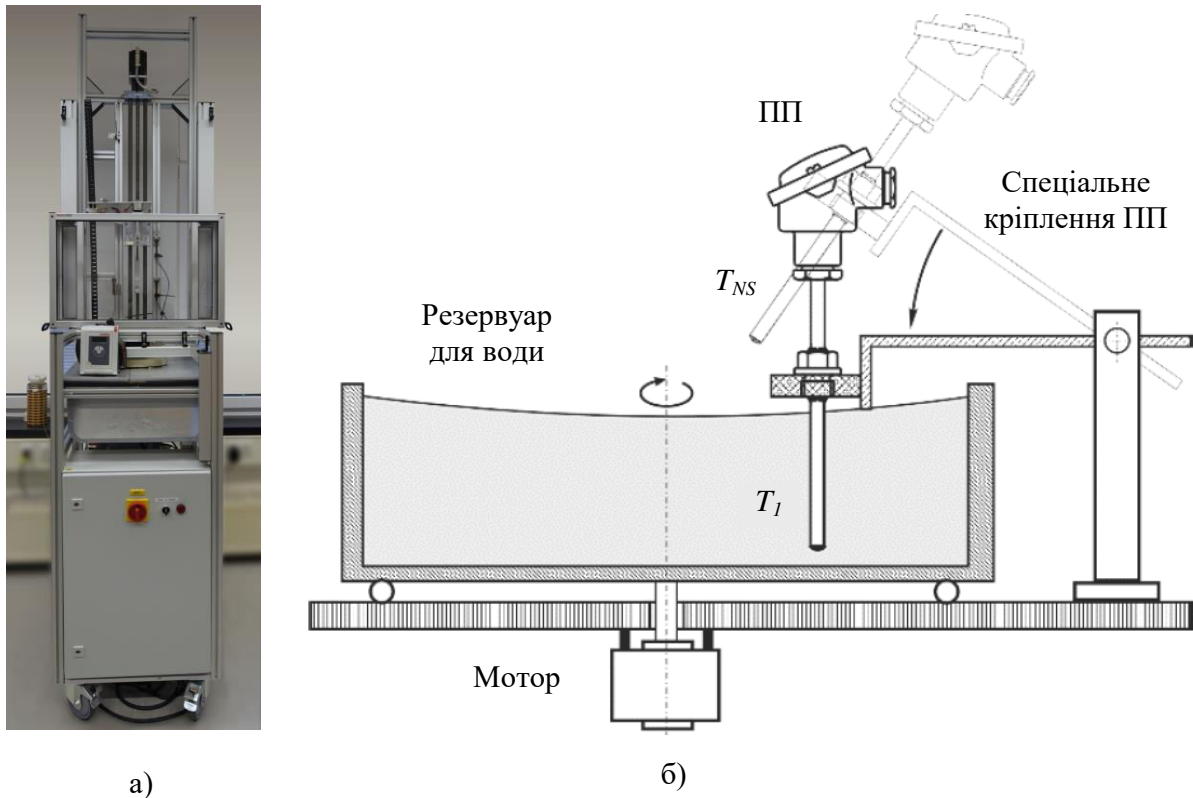 ПП
Спеціальне
кріплення ПП
T_NS
Резервуар
для води
T_1
Мотор
а)
б)